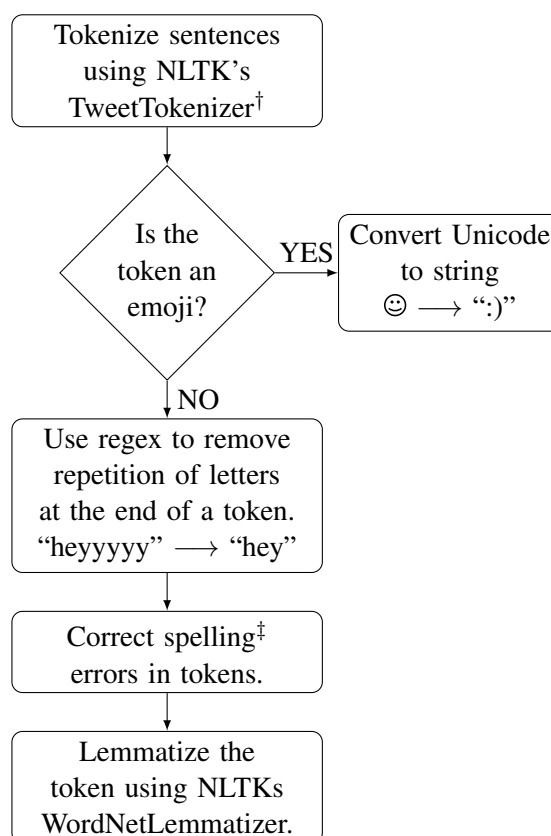 Tokenize sentences
using NLTK's
TweetTokenizer†
Is the
token an
emoji?
YES
Convert Unicode
to string
☺ ⟶ “:)”
NO
Use regex to remove
repetition of letters
at the end of a token.
“heyyyyy” ⟶ “hey”
Correct spelling‡
errors in tokens.
Lemmatize the
token using NLTKs
WordNetLemmatizer.